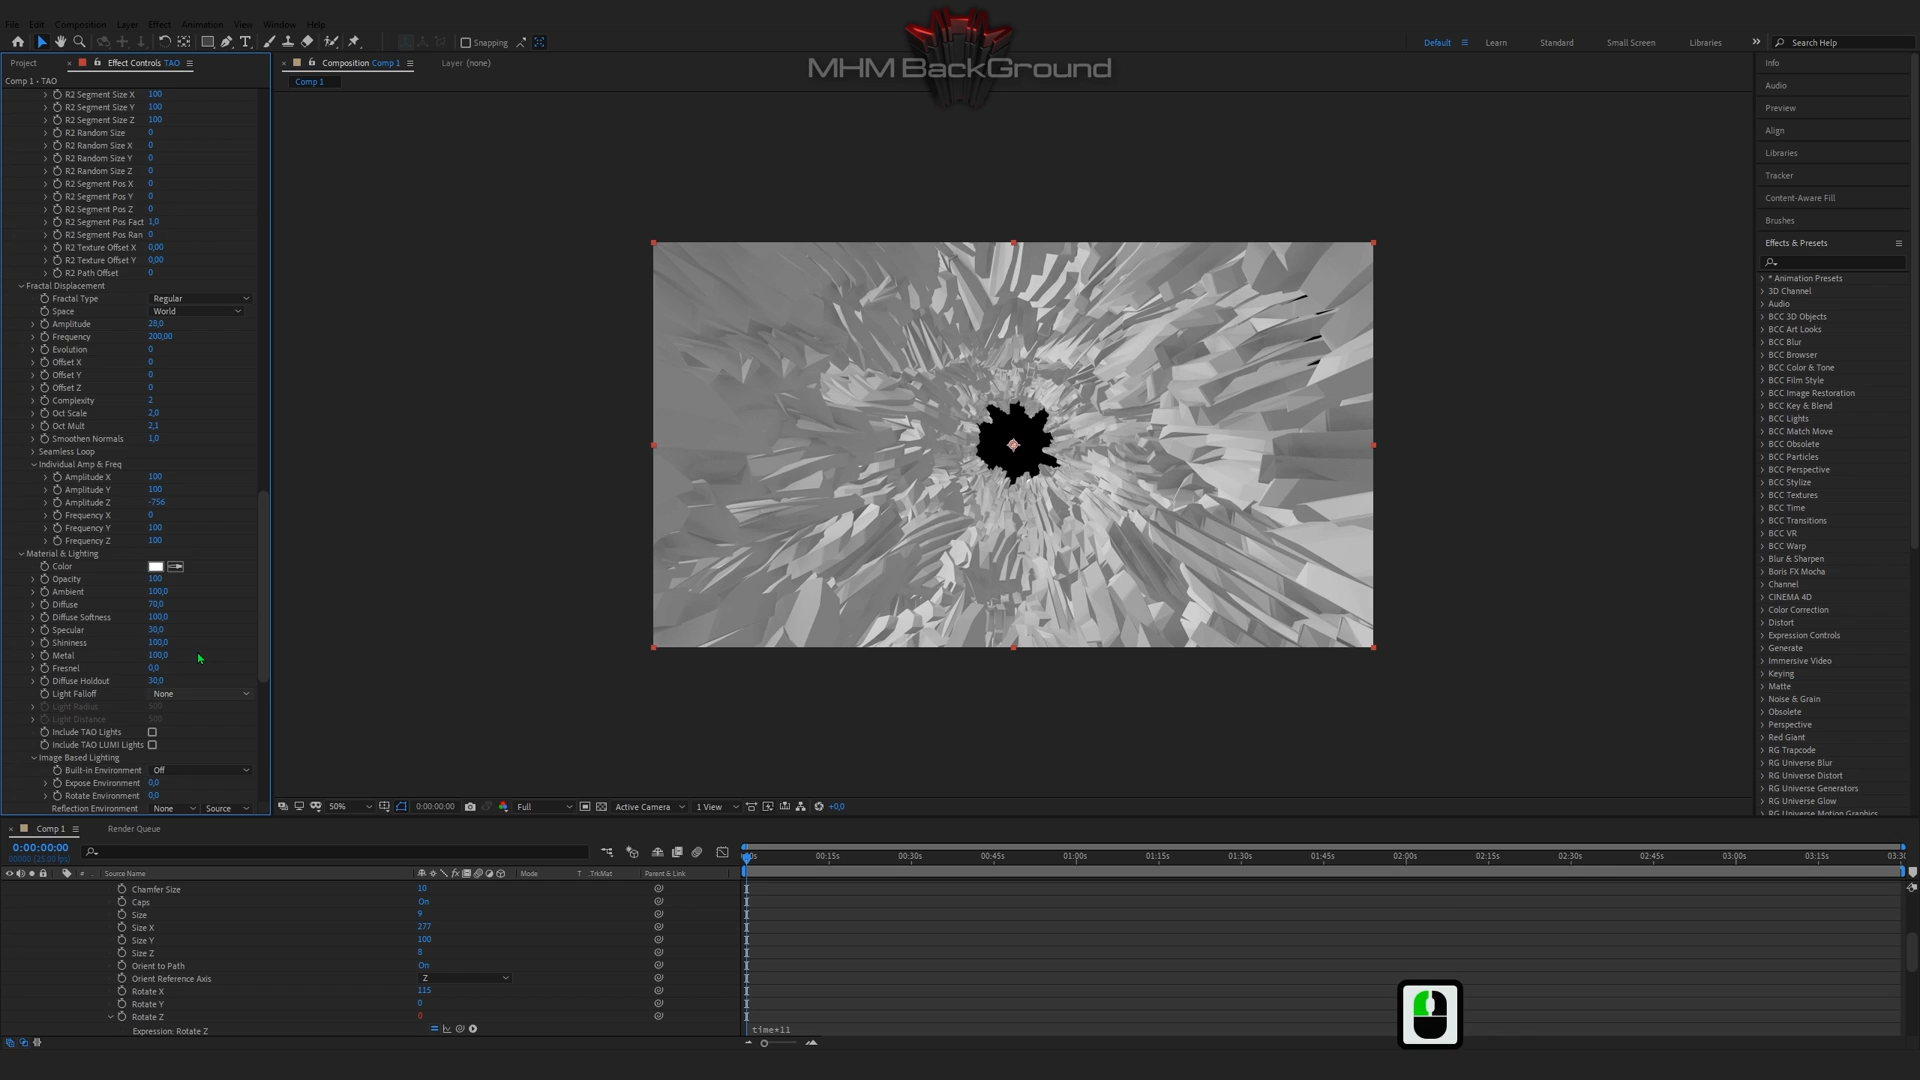 File Edit Composition Layer Effect Animation View Window Help
Snapping
Default Learn Standard Small Screen Libraries Search Help
MHM BackGround
Project Effect Controls TAO
Comp 1 • TAO
R2 Segment Size X 100
R2 Segment Size Y 100
R2 Segment Size Z 100
R2 Random Size 0
R2 Random Size X 0
R2 Random Size Y 0
R2 Random Size Z 0
R2 Segment Pos X 0
R2 Segment Pos Y 0
R2 Segment Pos Z 0
R2 Segment Pos Fact 1,0
R2 Segment Pos Ran 0
R2 Texture Offset X 0,00
R2 Texture Offset Y 0,00
R2 Path Offset 0
Fractal Displacement
Fractal Type Regular
Space World
Amplitude 28,0
Frequency 200,00
Evolution 0
Offset X 0
Offset Y 0
Offset Z 0
Complexity 2
Oct Scale 2,0
Oct Mult 2,1
Smoothen Normals 1,0
Seamless Loop
Individual Amp & Freq
Amplitude X 100
Amplitude Y 100
Amplitude Z -756
Frequency X 0
Frequency Y 100
Frequency Z 100
Material & Lighting
Color
Opacity 100
Ambient 100,0
Diffuse 70,0
Diffuse Softness 100,0
Specular 30,0
Shininess 100,0
Metal 100,0
Fresnel 0,0
Diffuse Holdout 30,0
Light Falloff None
Light Radius 500
Light Distance 500
Include TAO Lights
Include TAO LUMI Lights
Image Based Lighting
Built-in Environment Off
Expose Environment 0,0
Rotate Environment 0,0
Reflection Environment None Source
Composition Comp 1 Layer (none)
Comp 1
50% 0:00:00:00 Full Active Camera 1 View +0,0
Info
Audio
Preview
Align
Libraries
Tracker
Content-Aware Fill
Brushes
Effects & Presets
* Animation Presets
3D Channel
Audio
BCC 3D Objects
BCC Art Looks
BCC Blur
BCC Browser
BCC Color & Tone
BCC Film Style
BCC Image Restoration
BCC Key & Blend
BCC Lights
BCC Match Move
BCC Obsolete
BCC Particles
BCC Perspective
BCC Stylize
BCC Textures
BCC Time
BCC Transitions
BCC VR
BCC Warp
Blur & Sharpen
Boris FX Mocha
Channel
CINEMA 4D
Color Correction
Distort
Expression Controls
Generate
Immersive Video
Keying
Matte
Noise & Grain
Obsolete
Perspective
Red Giant
RG Trapcode
RG Universe Blur
RG Universe Distort
RG Universe Generators
RG Universe Glow
RG Universe Motion Graphics
Comp 1 Render Queue
0:00:00:00
00000 (25.00 fps)
# Source Name Mode T .TrkMat Parent & Link
00:15s 00:30s 00:45s 01:00s 01:15s 01:30s 01:45s 02:00s 02:15s 02:30s 02:45s 03:00s 03:15s
Chamfer Size 10
Caps On
Size 9
Size X 277
Size Y 100
Size Z 8
Orient to Path On
Orient Reference Axis Z
Rotate X 115
Rotate Y 0
Rotate Z 0
Expression: Rotate Z time*11